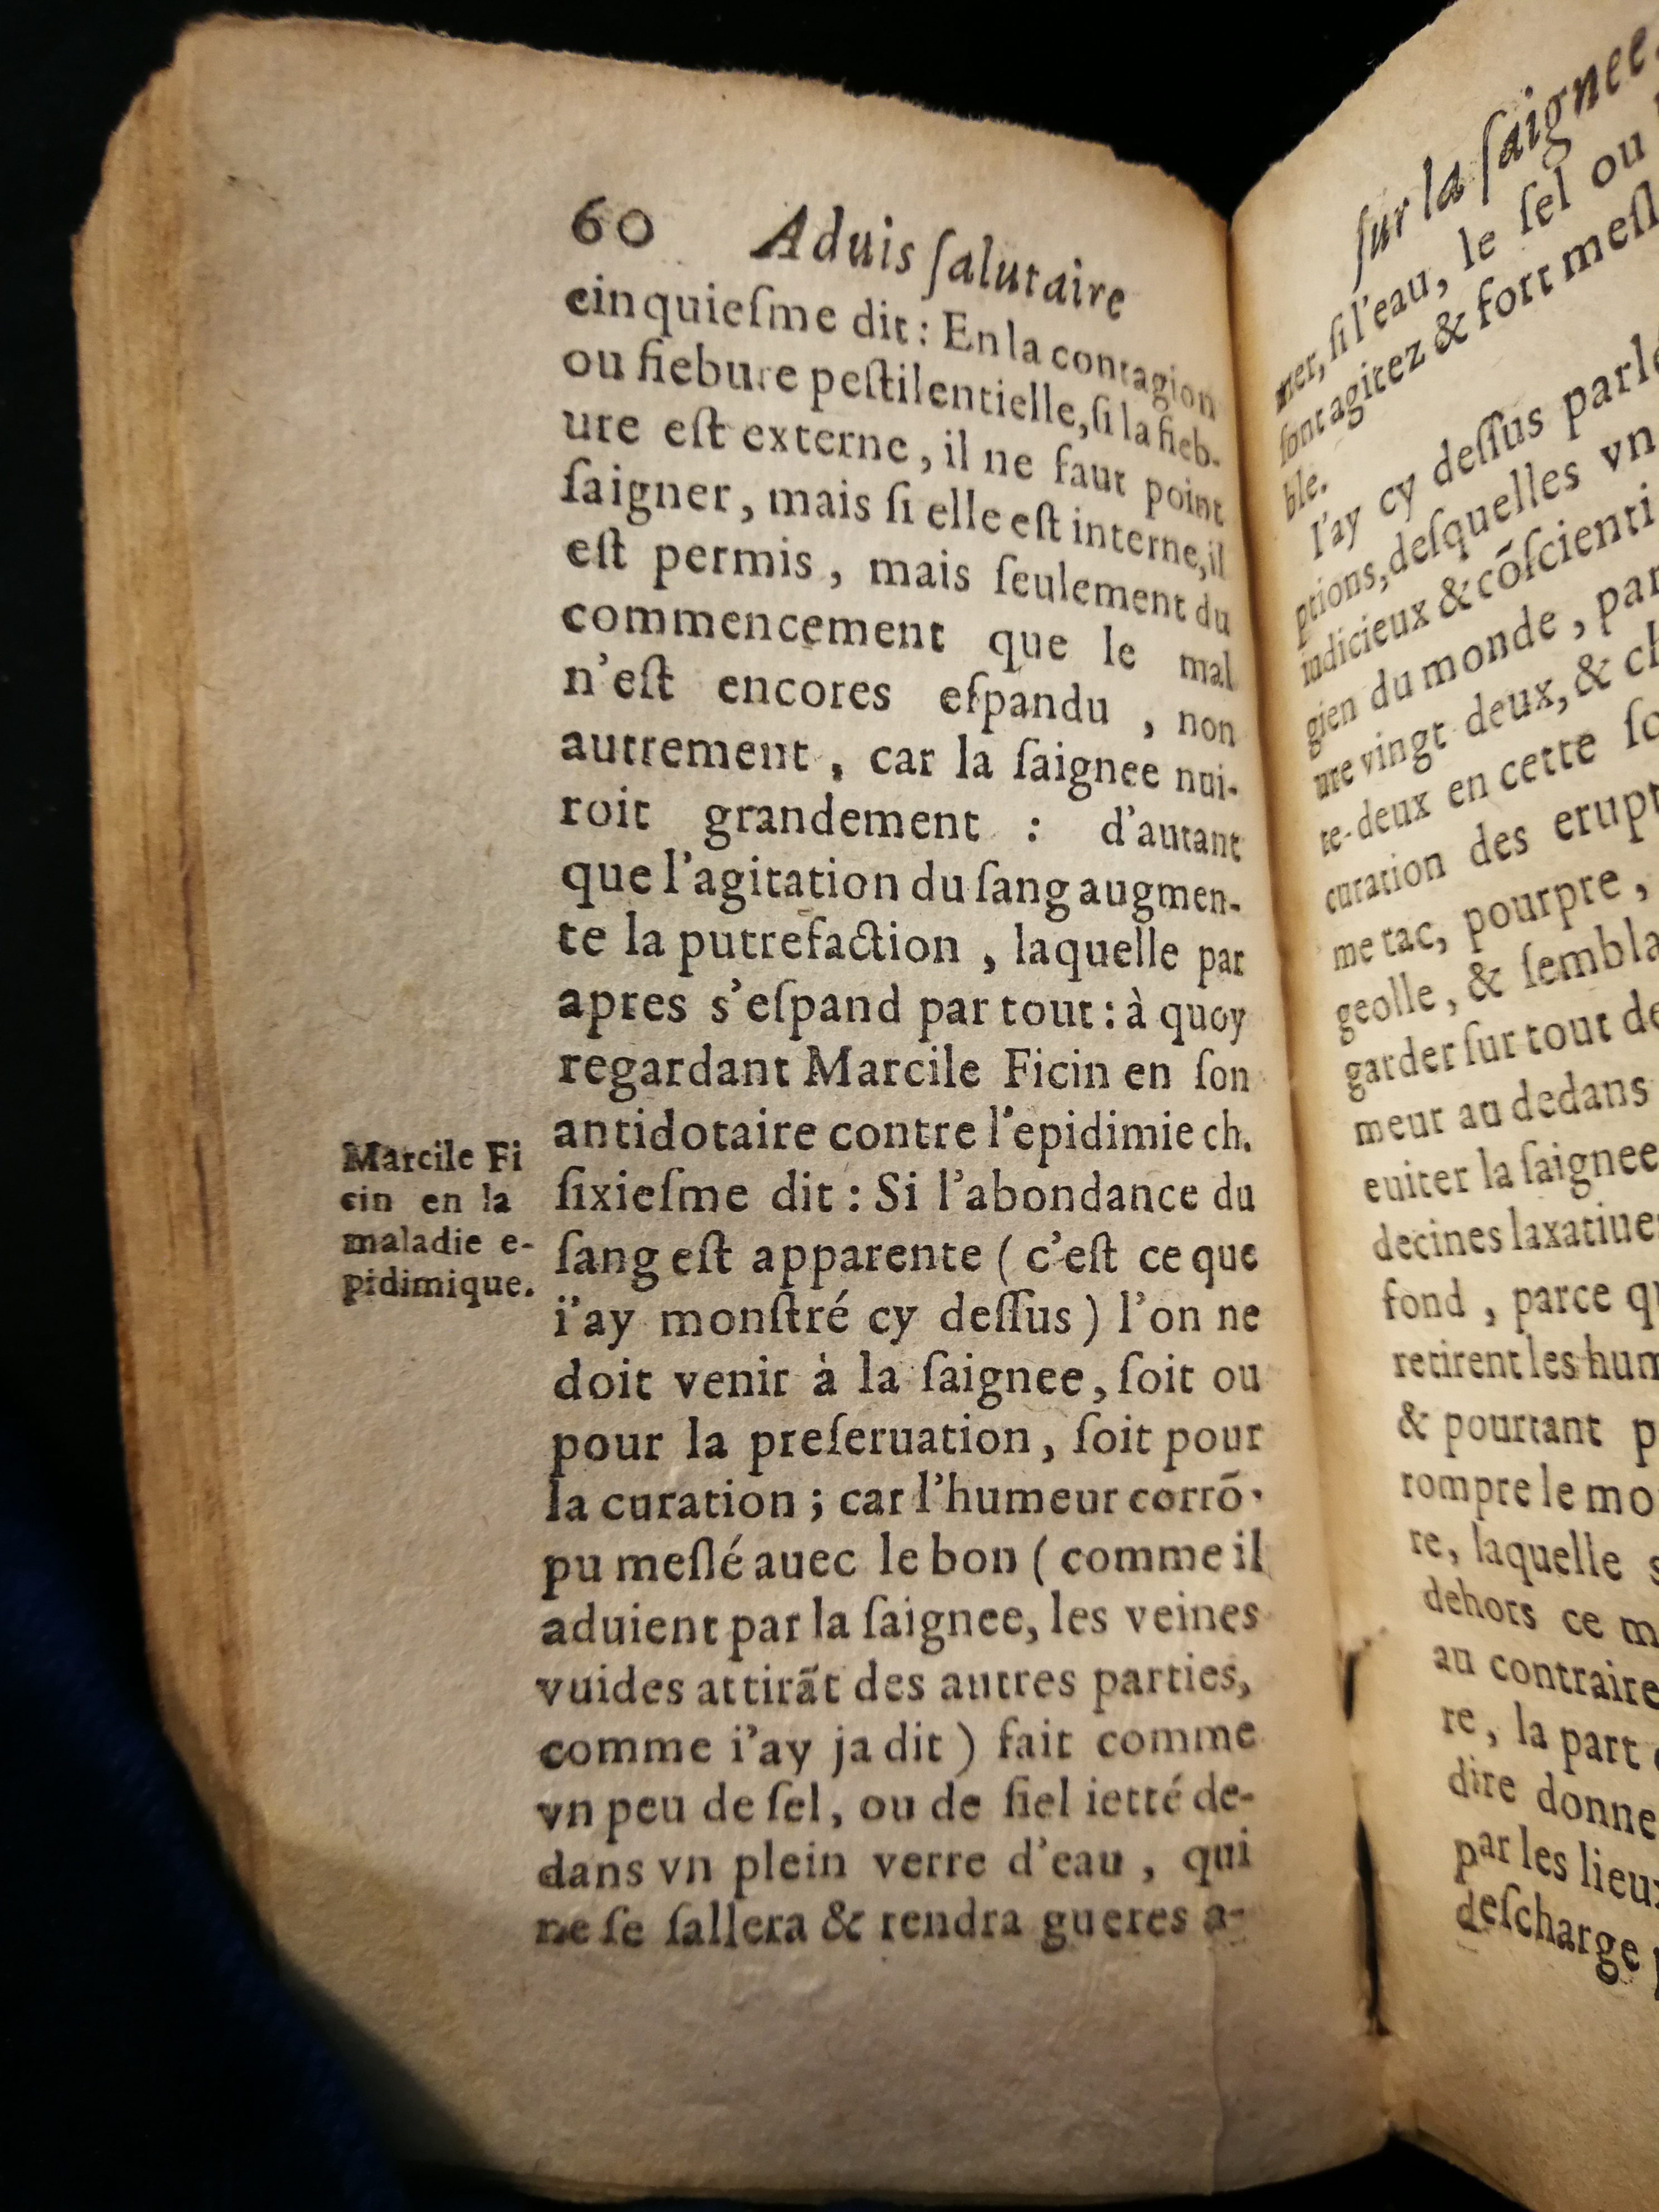 60 Aduis ſalutaire
cinquieſme dit : En la contagion
ou fiebure peſtilentielle, ſi la fieb-
ure eſt externe, il ne faut point
ſaigner, mais ſi elle eſt interne, il
eſt permis, mais ſeulement du
commencement que le mal
n'eſt encores eſpandu, non
autrement, car la ſaignee nui-
roit grandement : d'autant
que l'agitation du ſang augmen-
te la putrefaction, laquelle par
apres s'eſpand par tout : à quoy
regardant Marcile Ficin en ſon
antidotaire contre l'epidimie ch.
ſixieſme dit : Si l'abondance du
ſang eſt apparente ( c'eſt ce que
i'ay monſtré cy deſſus ) l'on ne
doit venir à la ſaignee, ſoit ou
pour la preſeruation, ſoit pour
la curation ; car l'humeur corrõ-
pu meſlé auec le bon ( comme il
aduient par la ſaignee, les veines
vuides attirãt des autres parties,
comme i'ay ja dit ) fait comme
vn peu de ſel, ou de fiel ietté de-
dans vn plein verre d'eau, qui
ne ſe ſallera & rendra gueres a-
Marcile Fi
cin en la
maladie e-
pidimique.
ſur la ſaignee.
mer, ſi l'eau, le ſel ou
ſont agitez & fort meſl
ble.
I'ay cy deſſus parlé
ptions, deſquelles vn
iudicieux & cõſcienti
gien du monde, par
ure vingt deux, & ch
te-deux en cette ſo
curation des erupt
me tac, pourpre,
geolle, & ſembla
garder ſur tout de
meur au dedans
euiter la ſaignee
decines laxatiue
fond, parce qu
retirent les hum
& pourtant p
rompre le mo
re, laquelle s
dehors ce m
au contraire
re, la part
dire donne
par les lieux
deſcharge